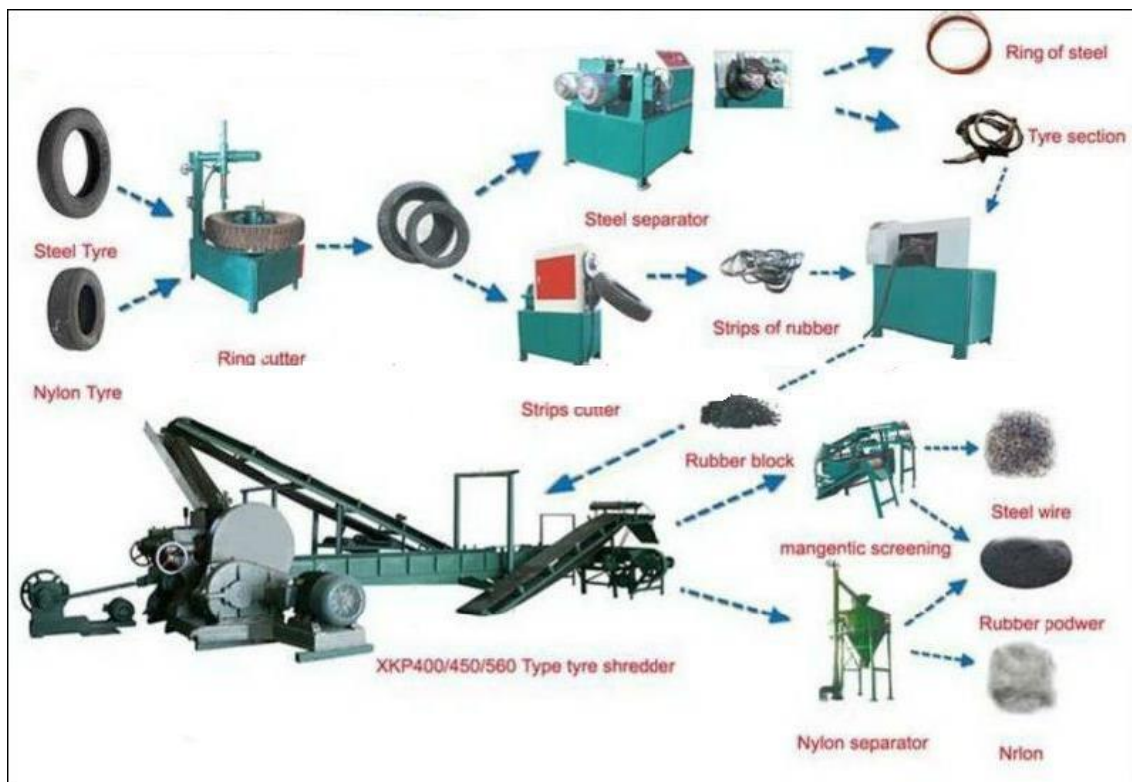 Ring of steel
Tyre section
Steel separator
Steel Tyre
Strips of rubber
Ring cutter
Nylon Tyre
Strips cutter
Rubber block
Steel wire
mangentic screening
Rubber podwer
XKP400/450/560 Type tyre shredder
Nylon separator
Nrlon